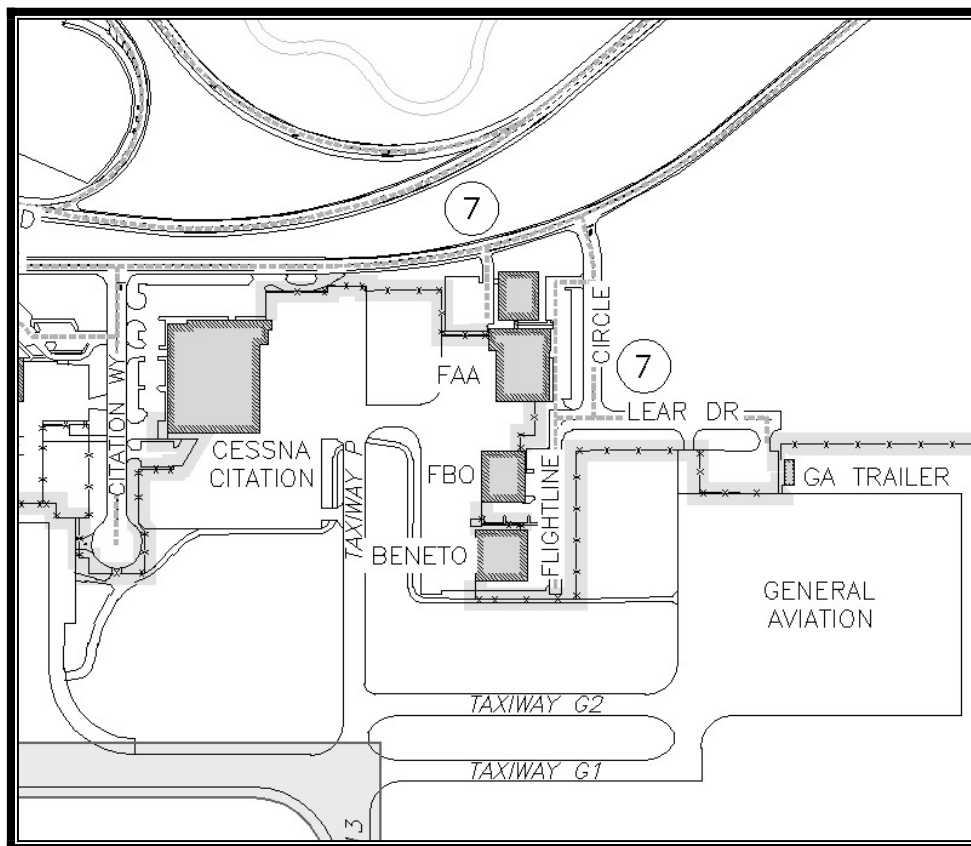 7
CIRCLE
7
FAA
LEAR DR
CITATION W
CESSNA
CITATION
TAXIWAY P
FBO
GA TRAILER
FLIGHTLINE
BENETO
GENERAL
AVIATION
TAXIWAY G2
TAXIWAY G1